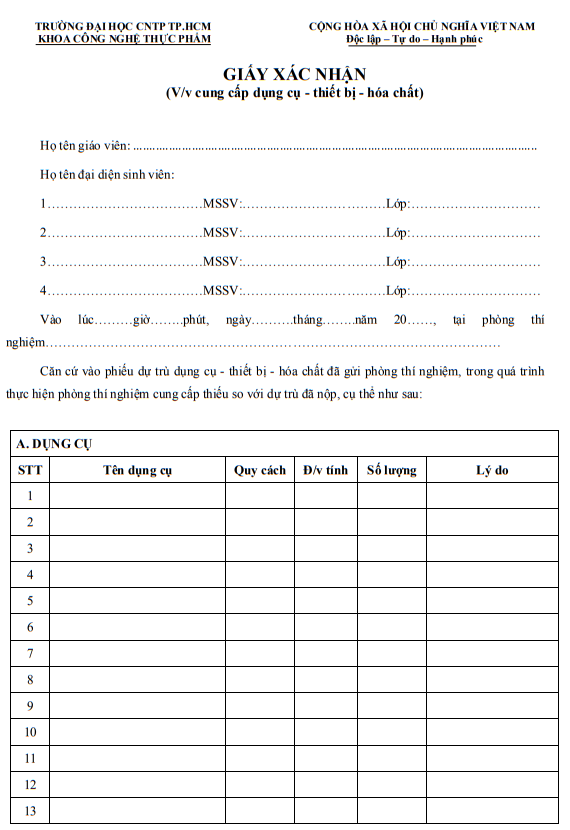 TRƯỜNG ĐẠI HỌC CNTP TP.HCM CỘNG HÒA XÃ HỘI CHỦ NGHĨA VIỆT NAM
KHOA CÔNG NGHỆ THỰC PHẨM Độc lập – Tự do – Hạnh phúc
GIẤY XÁC NHẬN
(V/v cung cấp dụng cụ - thiết bị - hóa chất)
Họ tên giáo viên: ....................................................................................................................
Họ tên đại diện sinh viên:
1………………………………MSSV:……………………………Lớp:…………………………
2………………………………MSSV:……………………………Lớp:…………………………
3………………………………MSSV:……………………………Lớp:…………………………
4………………………………MSSV:……………………………Lớp:…………………………
Vào lúc………giờ……..phút, ngày………tháng……..năm 20……, tại phòng thí
nghiệm……………………………………………………………………………………………
Căn cứ vào phiếu dự trù dụng cụ - thiết bị - hóa chất đã gửi phòng thí nghiệm, trong quá trình
thực hiện phòng thí nghiệm cung cấp thiếu so với dự trù đã nộp, cụ thể như sau:
A. DỤNG CỤ
STT Tên dụng cụ Quy cách Đ/v tính Số lượng Lý do
1
2
3
4
5
6
7
8
9
10
11
12
13